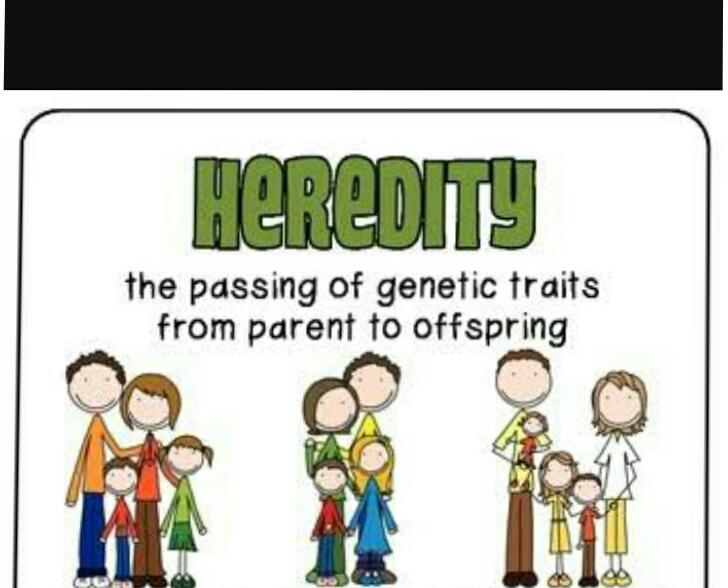 HEREDITY
the passing of genetic traits
from parent to offspring